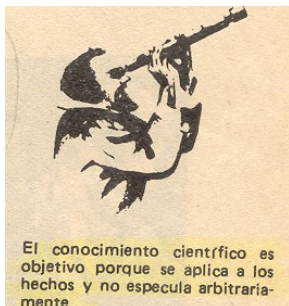 El conocimiento científico es
objetivo porque se aplica a los
hechos y no especula arbitraria-
mente